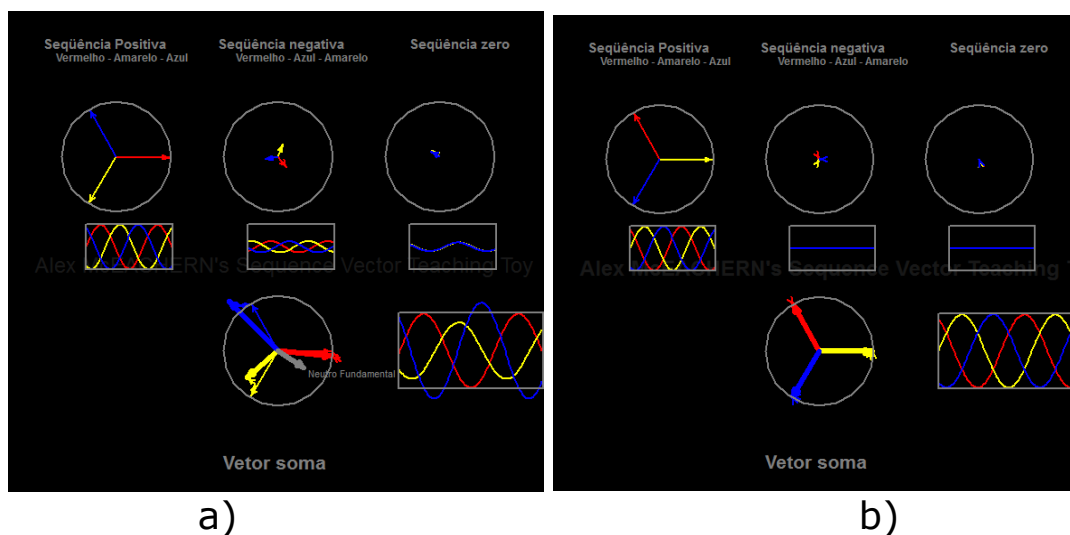 Seqüência Positiva
Vermelho - Amarelo - Azul
Seqüência negativa
Vermelho - Azul - Amarelo
Seqüência zero
Alex
HERN's Sequence Vector Teaching Toy
Neutro Fundamental
Vetor soma
a)
Seqüência Positiva
Vermelho - Amarelo - Azul
Seqüência negativa
Vermelho - Azul - Amarelo
Seqüência zero
Alex McEACHERN's Sequence Vector Teaching
Vetor soma
b)